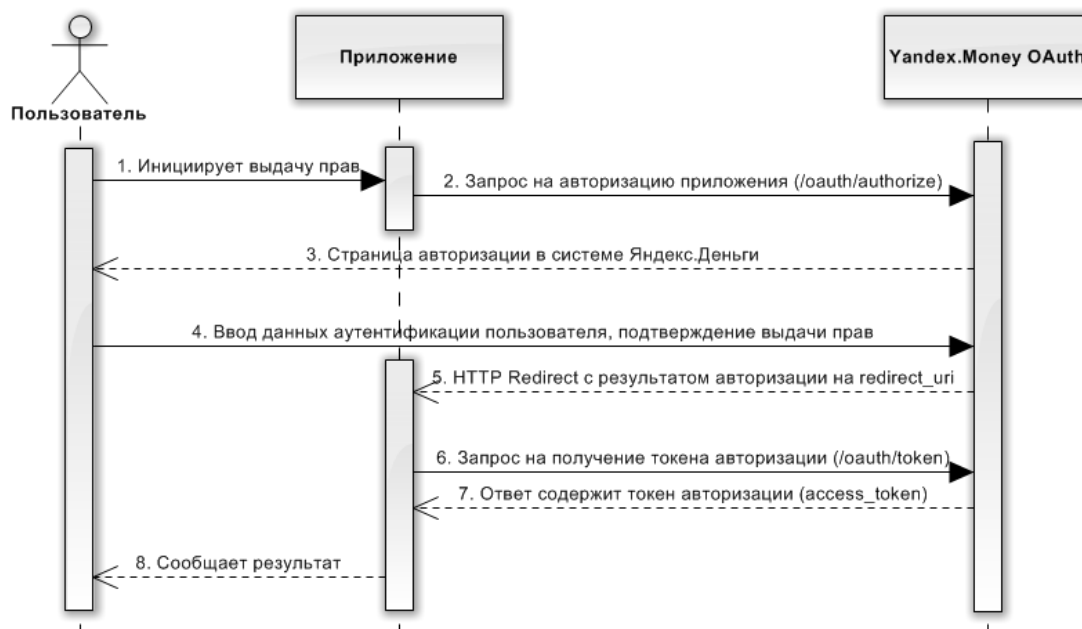 Приложение
Yandex.Money OAuth
Пользователь
1. Инициирует выдачу прав
2. Запрос на авторизацию приложения (/oauth/authorize)
3. Страница авторизации в системе Яндекс.Деньги
4. Ввод данных аутентификации пользователя, подтверждение выдачи прав
5. HTTP Redirect с результатом авторизации на redirect_uri
6. Запрос на получение токена авторизации (/oauth/token)
7. Ответ содержит токен авторизации (access_token)
8. Сообщает результат